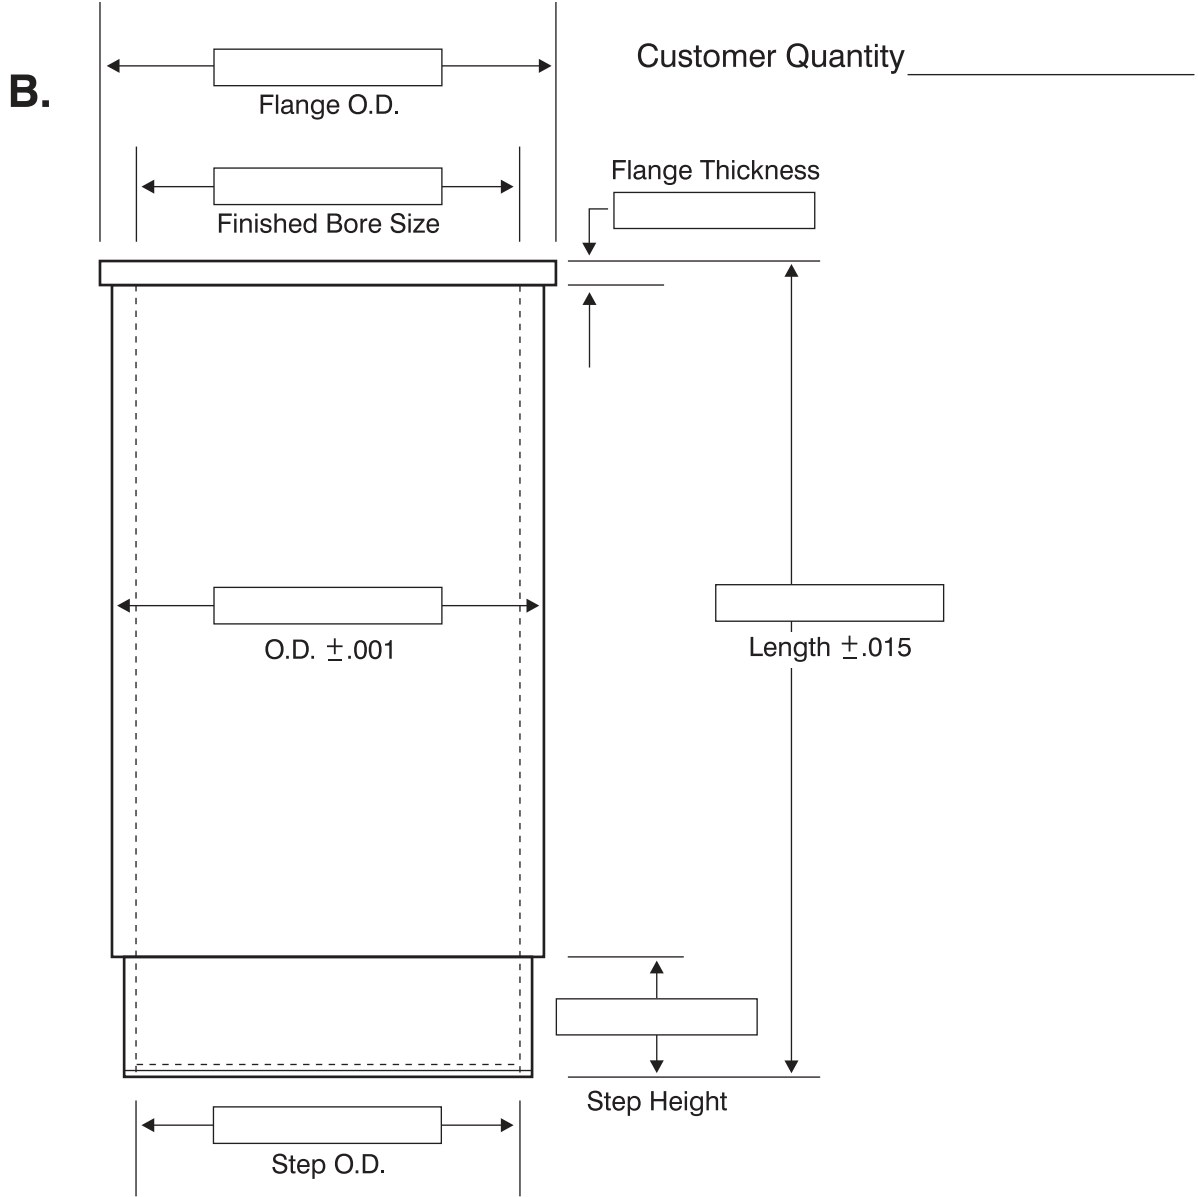 B.
Customer Quantity
Flange O.D.
Finished Bore Size
Flange Thickness
O.D. ±.001
Length ±.015
Step Height
Step O.D.